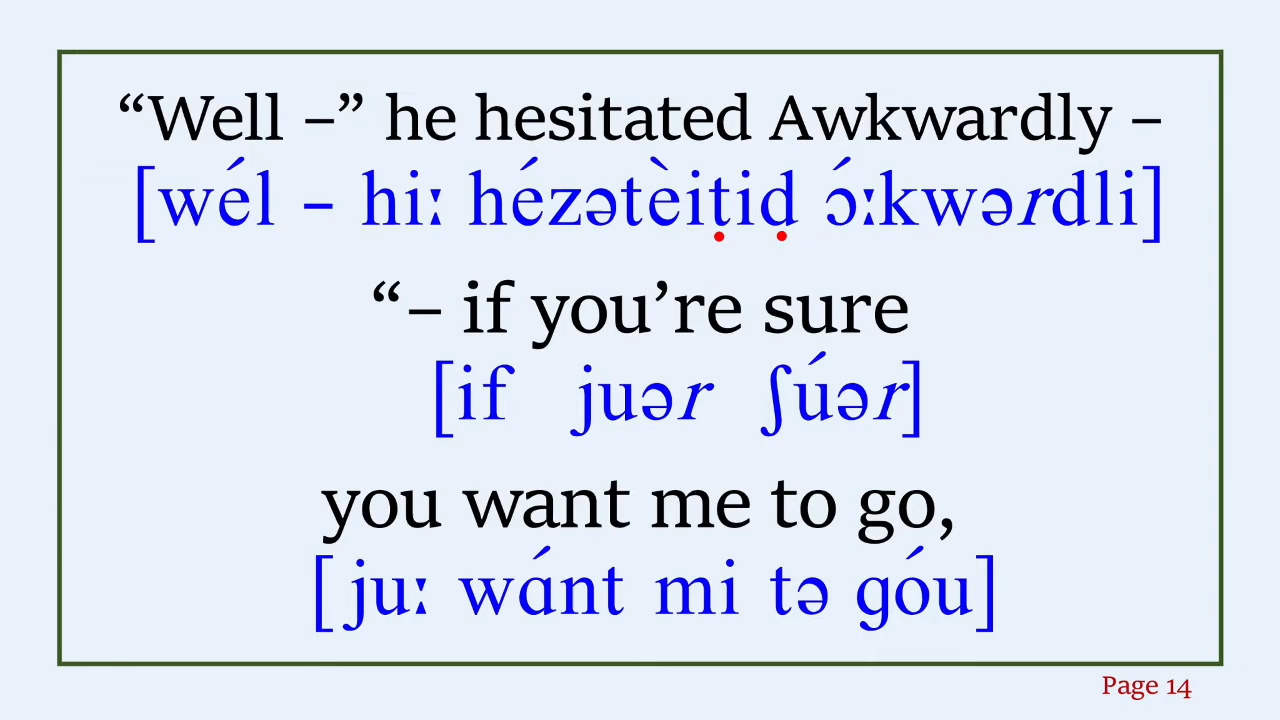 “Well –” he hesitated Awkwardly –
[wél – hiː hézətèiṭiḍ ɔ́ːkwərdli]
“– if you’re sure
[if juər ʃúər]
you want me to go,
[juː wɑ́nt mi tə ɡóu]
Page 14